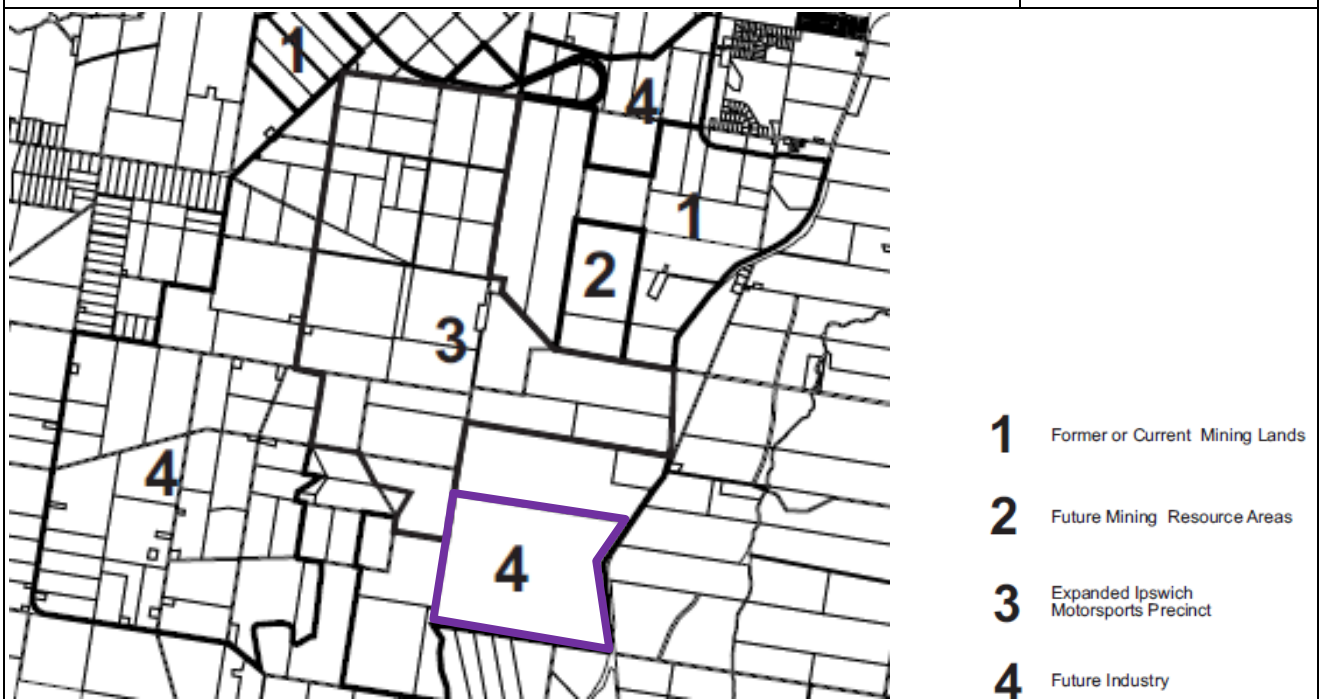 1
4
1
2
3
4
4
1 Former or Current Mining Lands
2 Future Mining Resource Areas
3 Expanded Ipswich
Motorsports Precinct
4 Future Industry